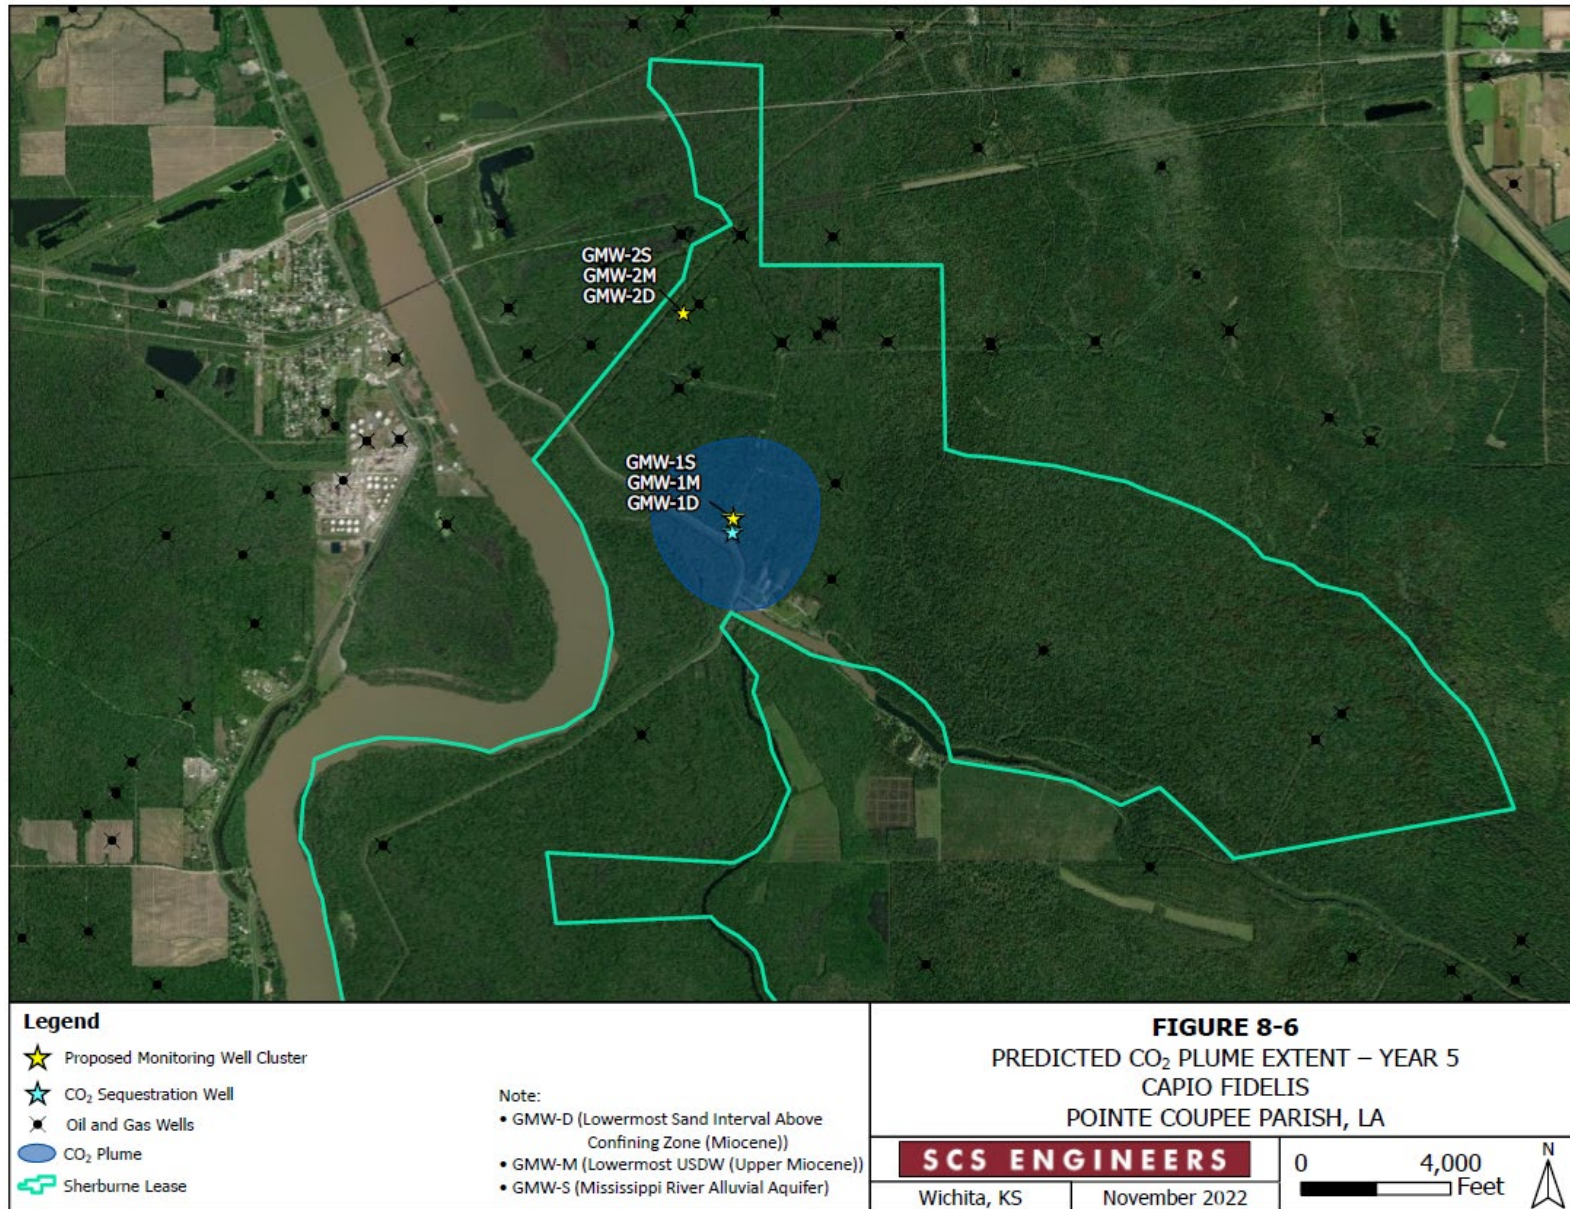 GMW-2S
GMW-2M
GMW-2D
GMW-1S
GMW-1M
GMW-1D
Legend
Proposed Monitoring Well Cluster
CO₂ Sequestration Well
Oil and Gas Wells
CO₂ Plume
Sherburne Lease
Note:
• GMW-D (Lowermost Sand Interval Above
Confining Zone (Miocene))
• GMW-M (Lowermost USDW (Upper Miocene))
• GMW-S (Mississippi River Alluvial Aquifer)
FIGURE 8-6
PREDICTED CO₂ PLUME EXTENT – YEAR 5
CAPIO FIDELIS
POINTE COUPEE PARISH, LA
SCS ENGINEERS
Wichita, KS
November 2022
0 4,000
Feet
N